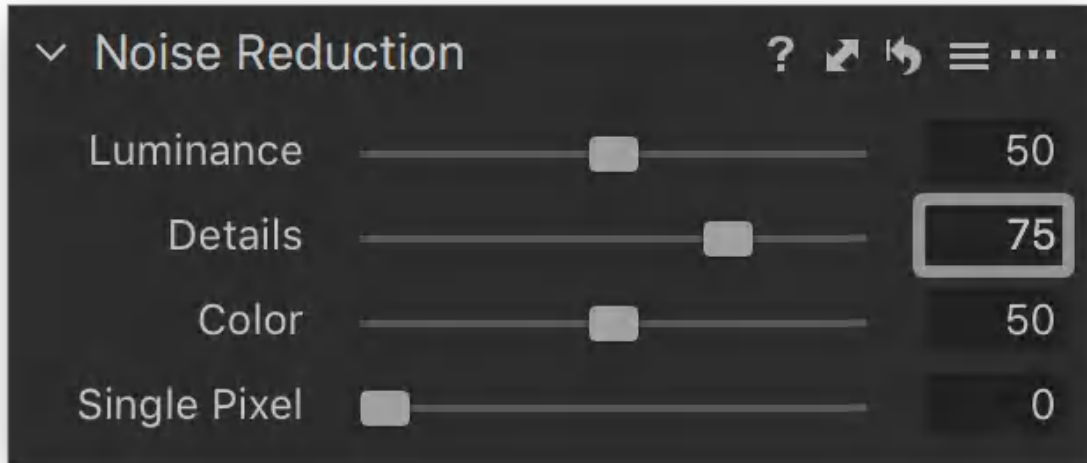 Noise Reduction ?
Luminance 50
Details 75
Color 50
Single Pixel 0